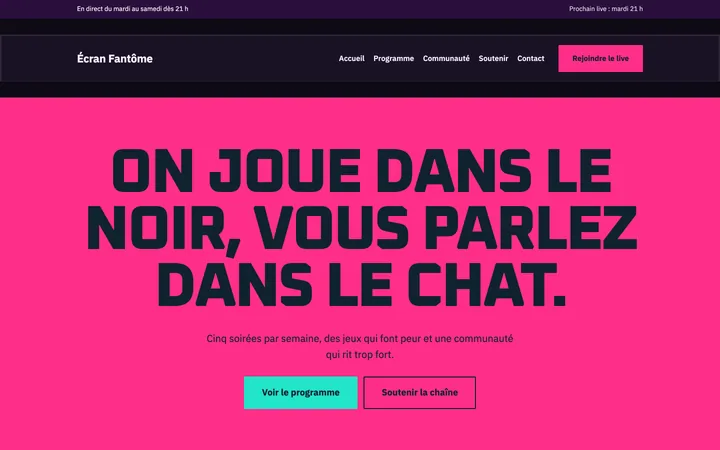 En direct du mardi au samedi dès 21 h
Prochain live : mardi 21 h
Écran Fantôme
Accueil
Programme
Communauté
Soutenir
Contact
Rejoindre le live
ON JOUE DANS LE
NOIR, VOUS PARLEZ
DANS LE CHAT.
Cinq soirées par semaine, des jeux qui font peur et une communauté
qui rit trop fort.
Voir le programme
Soutenir la chaîne